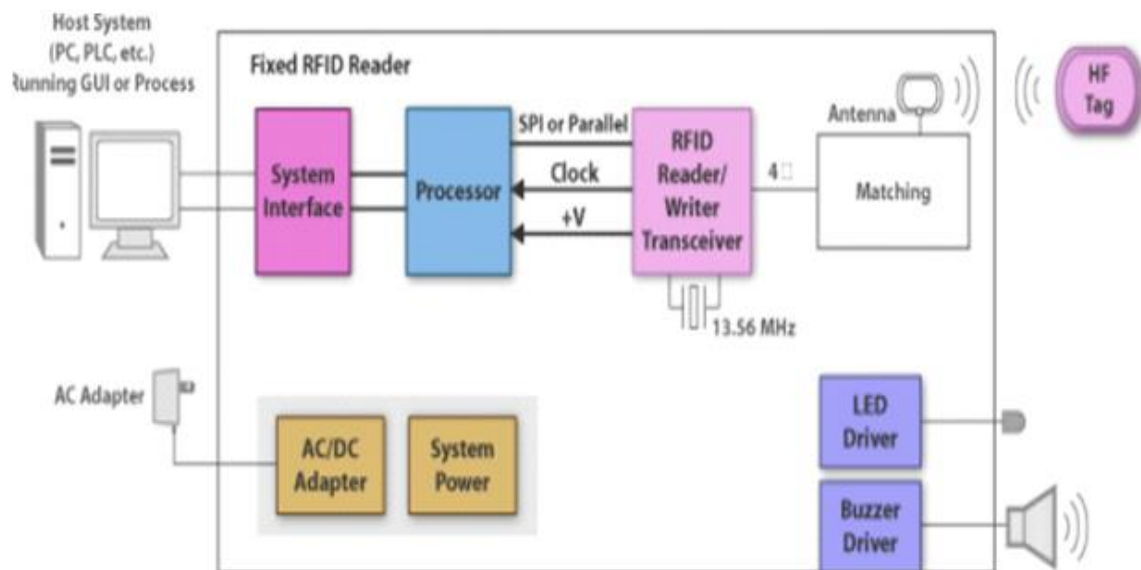 Host System
(PC, PLC, etc.)
Running GUI or Process
Fixed RFID Reader
System
Interface
Processor
SPI or Parallel
Clock
+V
RFID
Reader/
Writer
Transceiver
4□
Antenna
Matching
HF
Tag
13.56 MHz
AC Adapter
AC/DC
Adapter
System
Power
LED
Driver
Buzzer
Driver